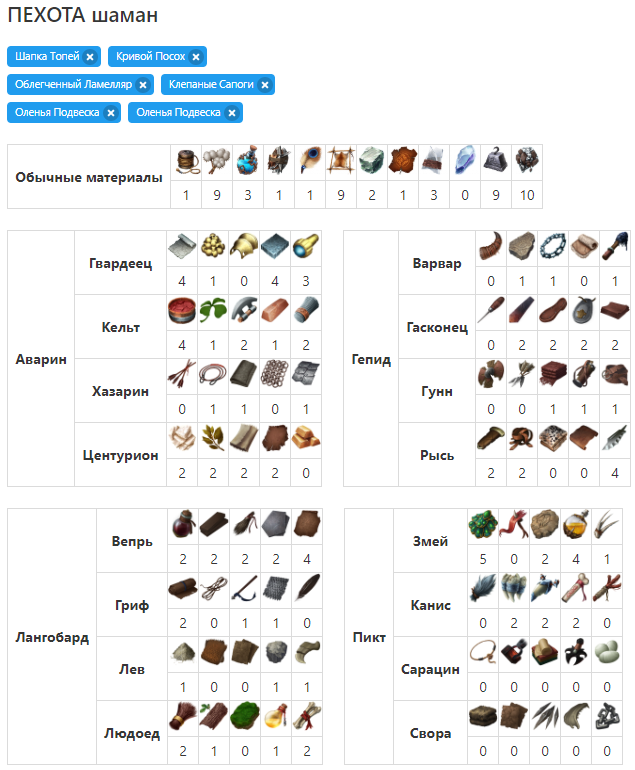 ПЕХОТА шаман
Шапка Топей × Кривой Посох ×
Облегченный Ламелляр × Клепаные Сапоги ×
Оленья Подвеска × Оленья Подвеска ×
Обычные материалы
1 9 3 1 1 9 2 1 3 0 9 10
Аварин
Гвардеец
4 1 0 4 3
Кельт
4 1 2 1 2
Хазарин
0 1 1 0 1
Центурион
2 2 2 2 0
Гепид
Варвар
0 1 1 0 1
Гасконец
0 2 2 2 2
Гунн
0 0 1 1 1
Рысь
2 2 0 0 4
Лангобард
Вепрь
2 2 2 2 4
Гриф
2 0 1 1 0
Лев
1 0 0 1 1
Людоед
2 1 0 1 2
Пикт
Змей
5 0 2 4 1
Канис
0 2 2 2 0
Сарацин
0 0 0 0 0
Свора
0 0 0 0 0